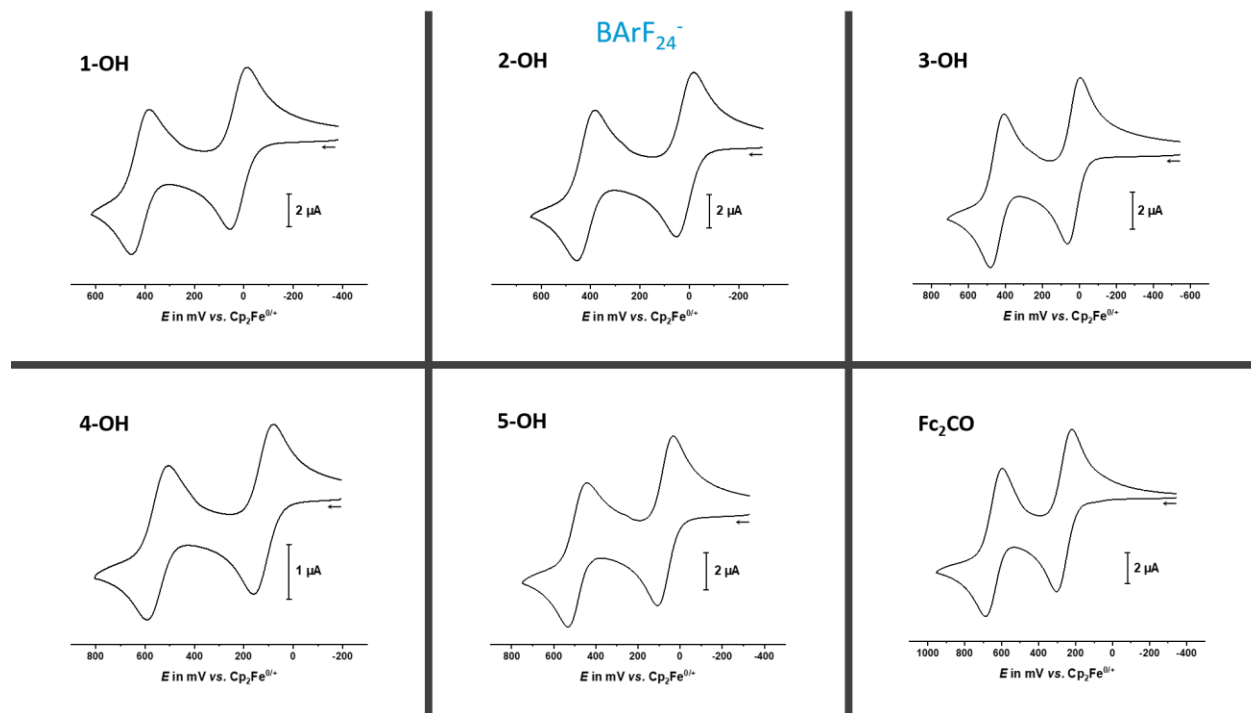 BArF₂₄⁻
1-OH
2 µA
600 400 200 0 -200 -400
E in mV vs. Cp₂Fe⁰/⁺
2-OH
2 µA
600 400 200 0 -200
E in mV vs. Cp₂Fe⁰/⁺
3-OH
2 µA
800 600 400 200 0 -200 -400 -600
E in mV vs. Cp₂Fe⁰/⁺
4-OH
1 µA
800 600 400 200 0 -200
E in mV vs. Cp₂Fe⁰/⁺
5-OH
2 µA
800 600 400 200 0 -200 -400
E in mV vs. Cp₂Fe⁰/⁺
Fc₂CO
2 µA
1000 800 600 400 200 0 -200 -400
E in mV vs. Cp₂Fe⁰/⁺